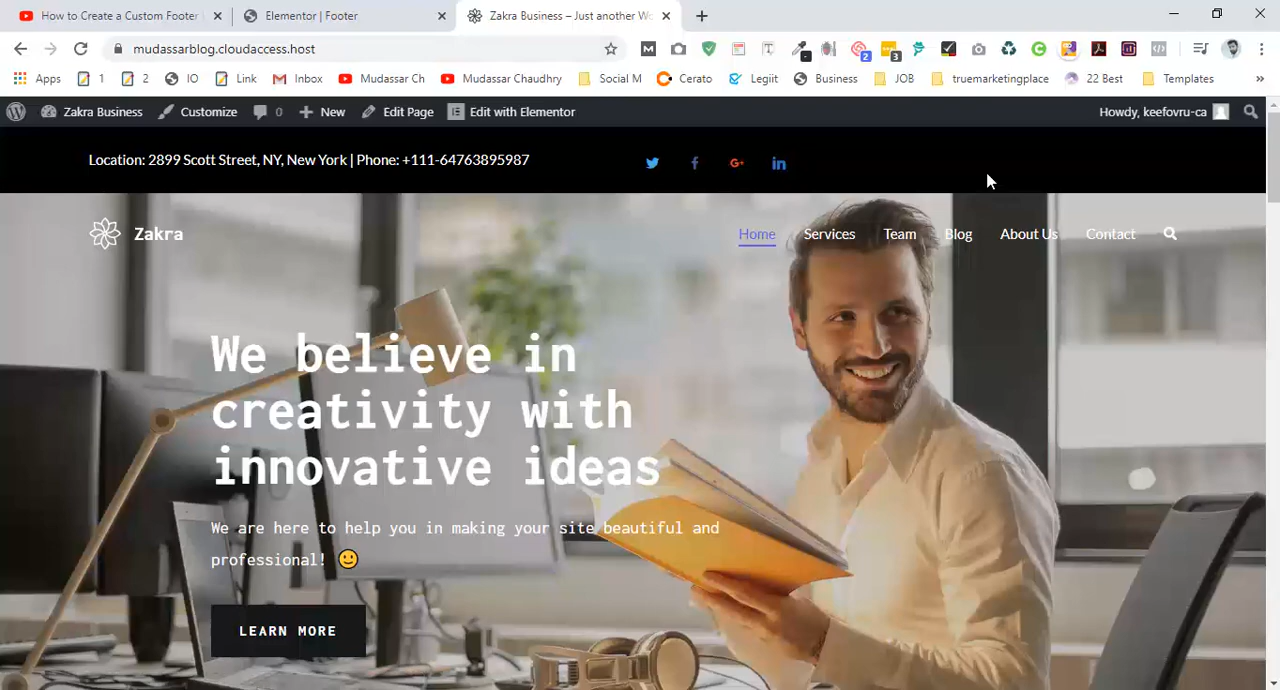 How to Create a Custom Footer
Elementor | Footer
Zakra Business – Just another Wo
mudassarblog.cloudaccess.host
2
3
Apps
1
2
IO
Link
Inbox
Mudassar Ch
Mudassar Chaudhry
Social M
Cerato
Legiit
Business
JOB
truemarketingplace
22 Best
Templates
»
Zakra Business
Customize
0
New
Edit Page
Edit with Elementor
Howdy, keefovru-ca
Location: 2899 Scott Street, NY, New York | Phone: +111-64763895987
Zakra
Home
Services
Team
Blog
About Us
Contact
We believe in
creativity with
innovative ideas
We are here to help you in making your site beautiful and
professional! 🙂
LEARN MORE